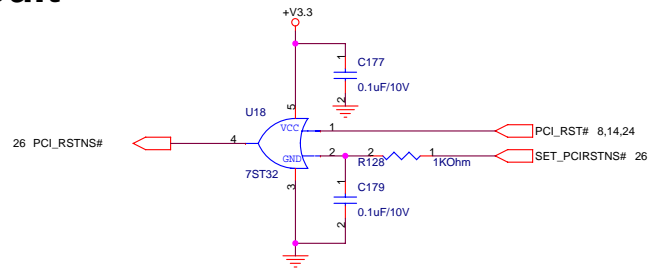 +V3.3
C177
0.1uF/10V
1
2
U18
5
VCC
1
PCI_RST# 8,14,24
26 PCI_RSTNS#
4
GND
2
2
R128
1
1KOhm
SET_PCIRSTNS# 26
7ST32
3
1
C179
0.1uF/10V
2